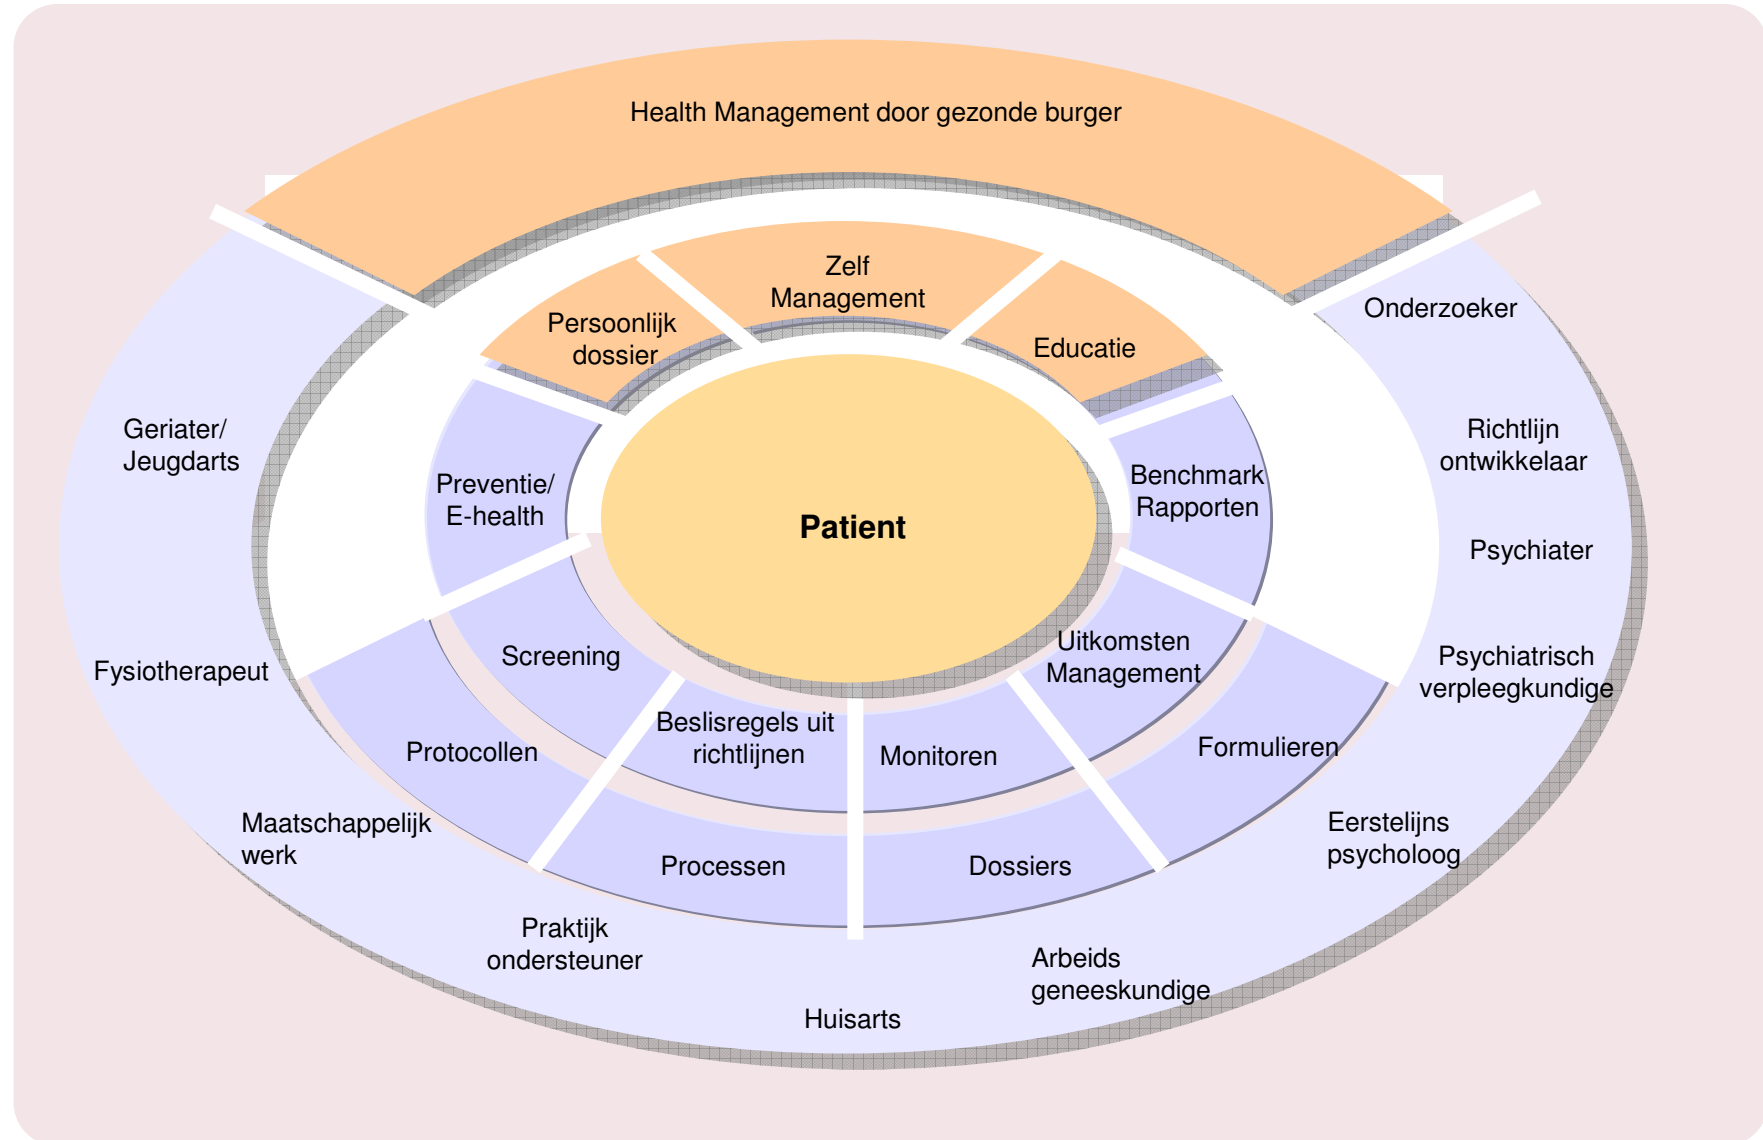 Health Management door gezonde burger
Zelf
Management
Persoonlijk
dossier
Educatie
Onderzoeker
Geriater/
Jeugdarts
Richtlijn
ontwikkelaar
Preventie/
E-health
Benchmark
Rapporten
Patient
Psychiater
Screening
Uitkomsten
Management
Fysiotherapeut
Psychiatrisch
verpleegkundige
Beslisregels uit
richtlijnen
Monitoren
Protocollen
Formulieren
Maatschappelijk
werk
Eerstelijns
psycholoog
Processen
Dossiers
Praktijk
ondersteuner
Arbeids
geneeskundige
Huisarts